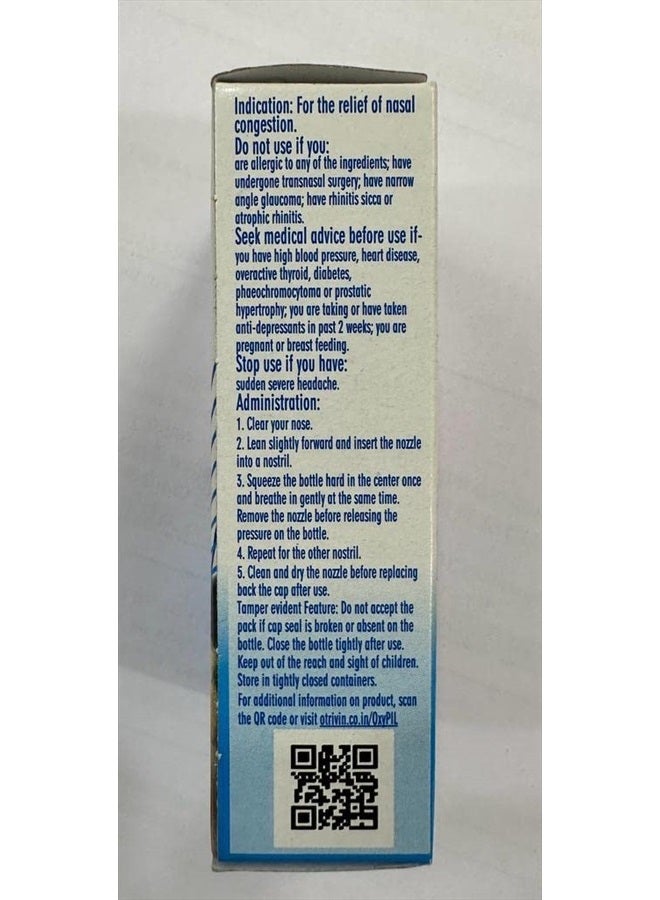 Indication: For the relief of nasal
congestion.
Do not use if you:
are allergic to any of the ingredients; have
undergone transnasal surgery; have narrow
angle glaucoma; have rhinitis sicca or
atrophic rhinitis.
Seek medical advice before use if-
you have high blood pressure, heart disease,
overactive thyroid, diabetes,
phaeochromocytoma or prostatic
hypertrophy; you are taking or have taken
anti-depressants in past 2 weeks; you are
pregnant or breast feeding.
Stop use if you have:
sudden severe headache.
Administration:
1. Clear your nose.
2. Lean slightly forward and insert the nozzle
into a nostril.
3. Squeeze the bottle hard in the center once
and breathe in gently at the same time.
Remove the nozzle before releasing the
pressure on the bottle.
4. Repeat for the other nostril.
5. Clean and dry the nozzle before replacing
back the cap after use.
Tamper evident Feature: Do not accept the
pack if cap seal is broken or absent on the
bottle. Close the bottle tightly after use.
Keep out of the reach and sight of children.
Store in tightly closed containers.
For additional information on product, scan
the QR code or visit otrivin.co.in/OxyPIL